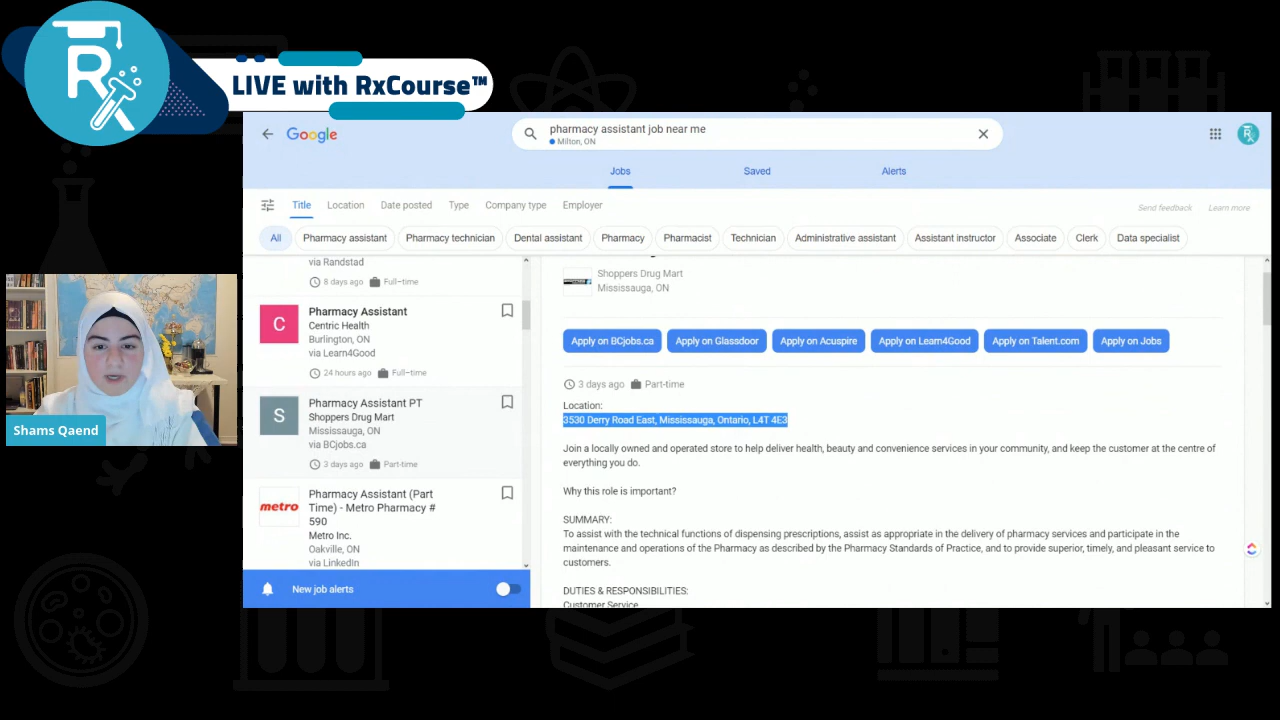 R
X
LIVE with RxCourse™
Google
pharmacy assistant job near me
Milton, ON
Jobs
Saved
Alerts
Title
Location
Date posted
Type
Company type
Employer
Send feedback
Learn more
All
Pharmacy assistant
Pharmacy technician
Dental assistant
Pharmacy
Pharmacist
Technician
Administrative assistant
Assistant instructor
Associate
Clerk
Data specialist
via Randstad
8 days ago
Full-time
C
Pharmacy Assistant
Centric Health
Burlington, ON
via Learn4Good
24 hours ago
Full-time
S
Pharmacy Assistant PT
Shoppers Drug Mart
Mississauga, ON
via BCjobs.ca
3 days ago
Part-time
metro
Pharmacy Assistant (Part
Time) - Metro Pharmacy #
590
Metro Inc.
Oakville, ON
via LinkedIn
New job alerts
Shoppers Drug Mart
Mississauga, ON
Apply on BCjobs.ca
Apply on Glassdoor
Apply on Acuspire
Apply on Learn4Good
Apply on Talent.com
Apply on Jobs
3 days ago
Part-time
Location:
3530 Derry Road East, Mississauga, Ontario, L4T 4E3
Join a locally owned and operated store to help deliver health, beauty and convenience services in your community, and keep the customer at the centre of
everything you do.
Why this role is important?
SUMMARY:
To assist with the technical functions of dispensing prescriptions, assist as appropriate in the delivery of pharmacy services and participate in the
maintenance and operations of the Pharmacy as described by the Pharmacy Standards of Practice, and to provide superior, timely, and pleasant service to
customers.
DUTIES & RESPONSIBILITIES:
Customer Service
Shams Qaend